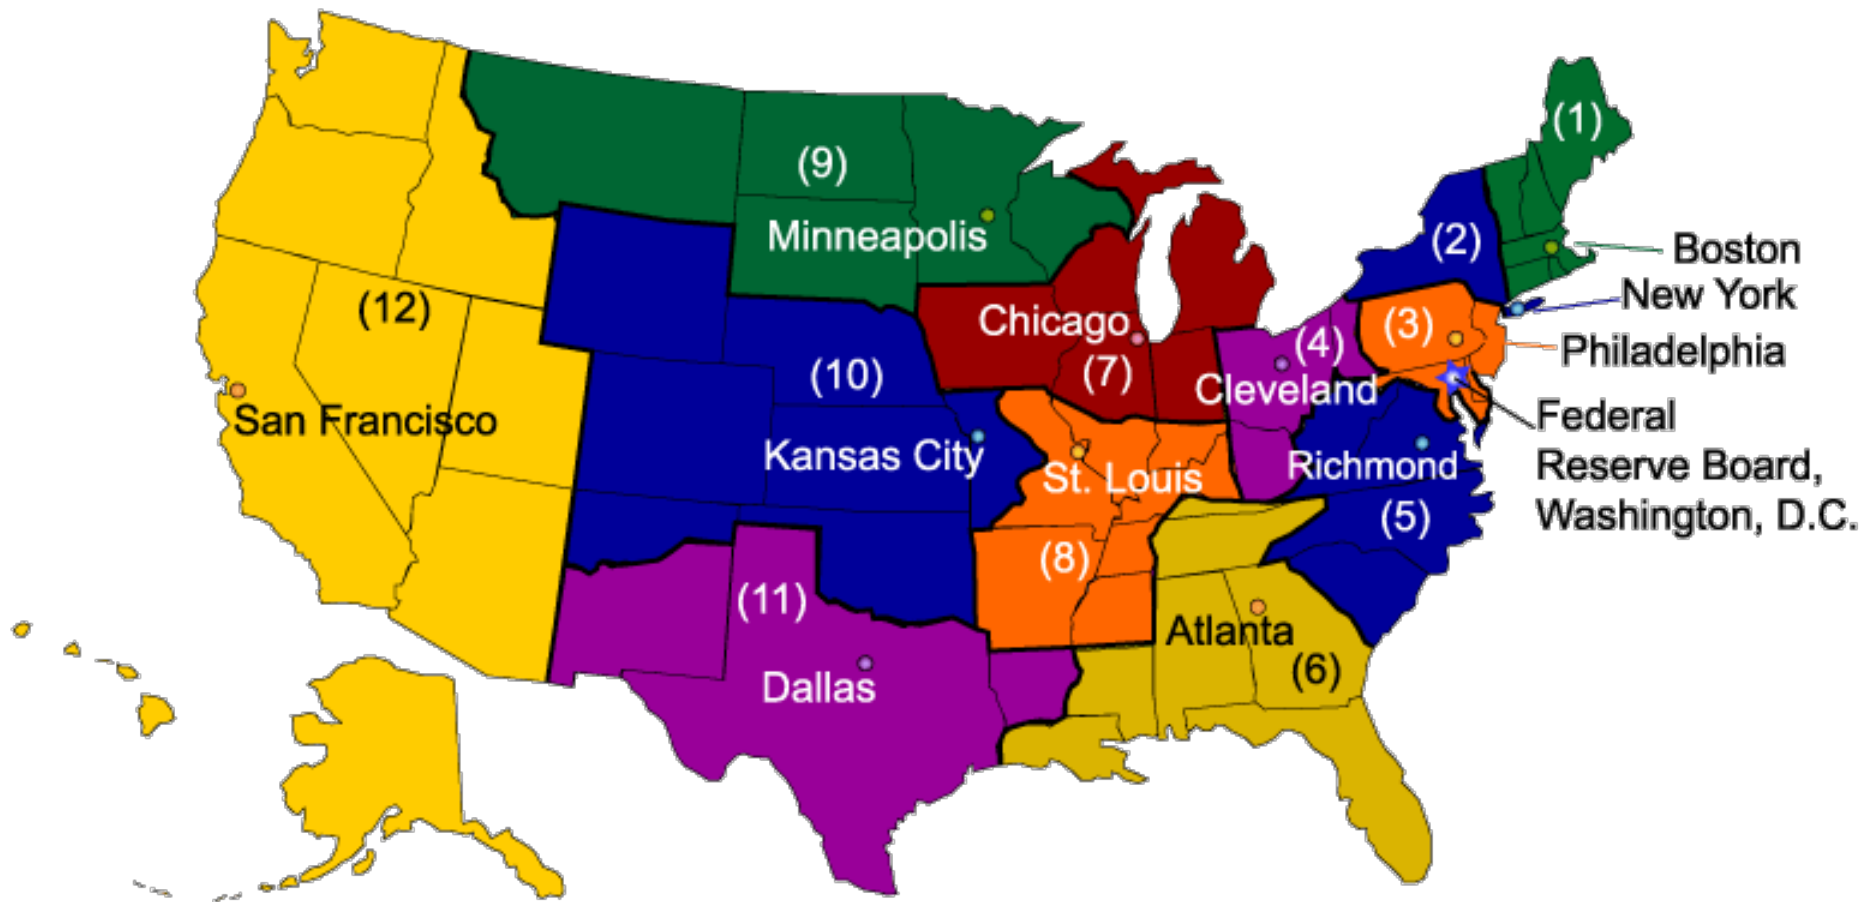 (1)
(9)
Minneapolis
(2)
Boston
New York
(12)
Chicago
(3)
Philadelphia
(4)
(7)
(10)
Cleveland
San Francisco
Federal
Reserve Board,
Washington, D.C.
Kansas City
St. Louis
Richmond
(5)
(8)
(11)
Atlanta
(6)
Dallas